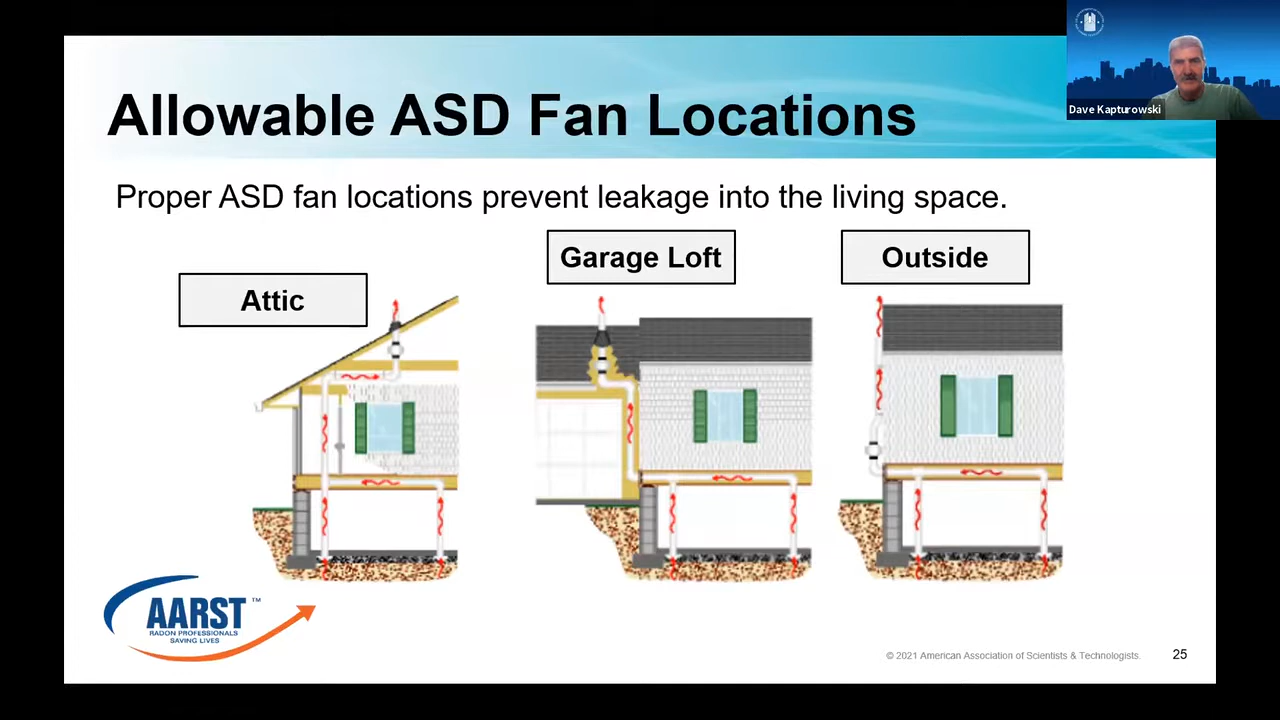 Allowable ASD Fan Locations
Dave Kapturowski
Proper ASD fan locations prevent leakage into the living space.
Attic
Garage Loft
Outside
AARST™
RADON PROFESSIONALS
SAVING LIVES
© 2021 American Association of Scientists & Technologists.
25